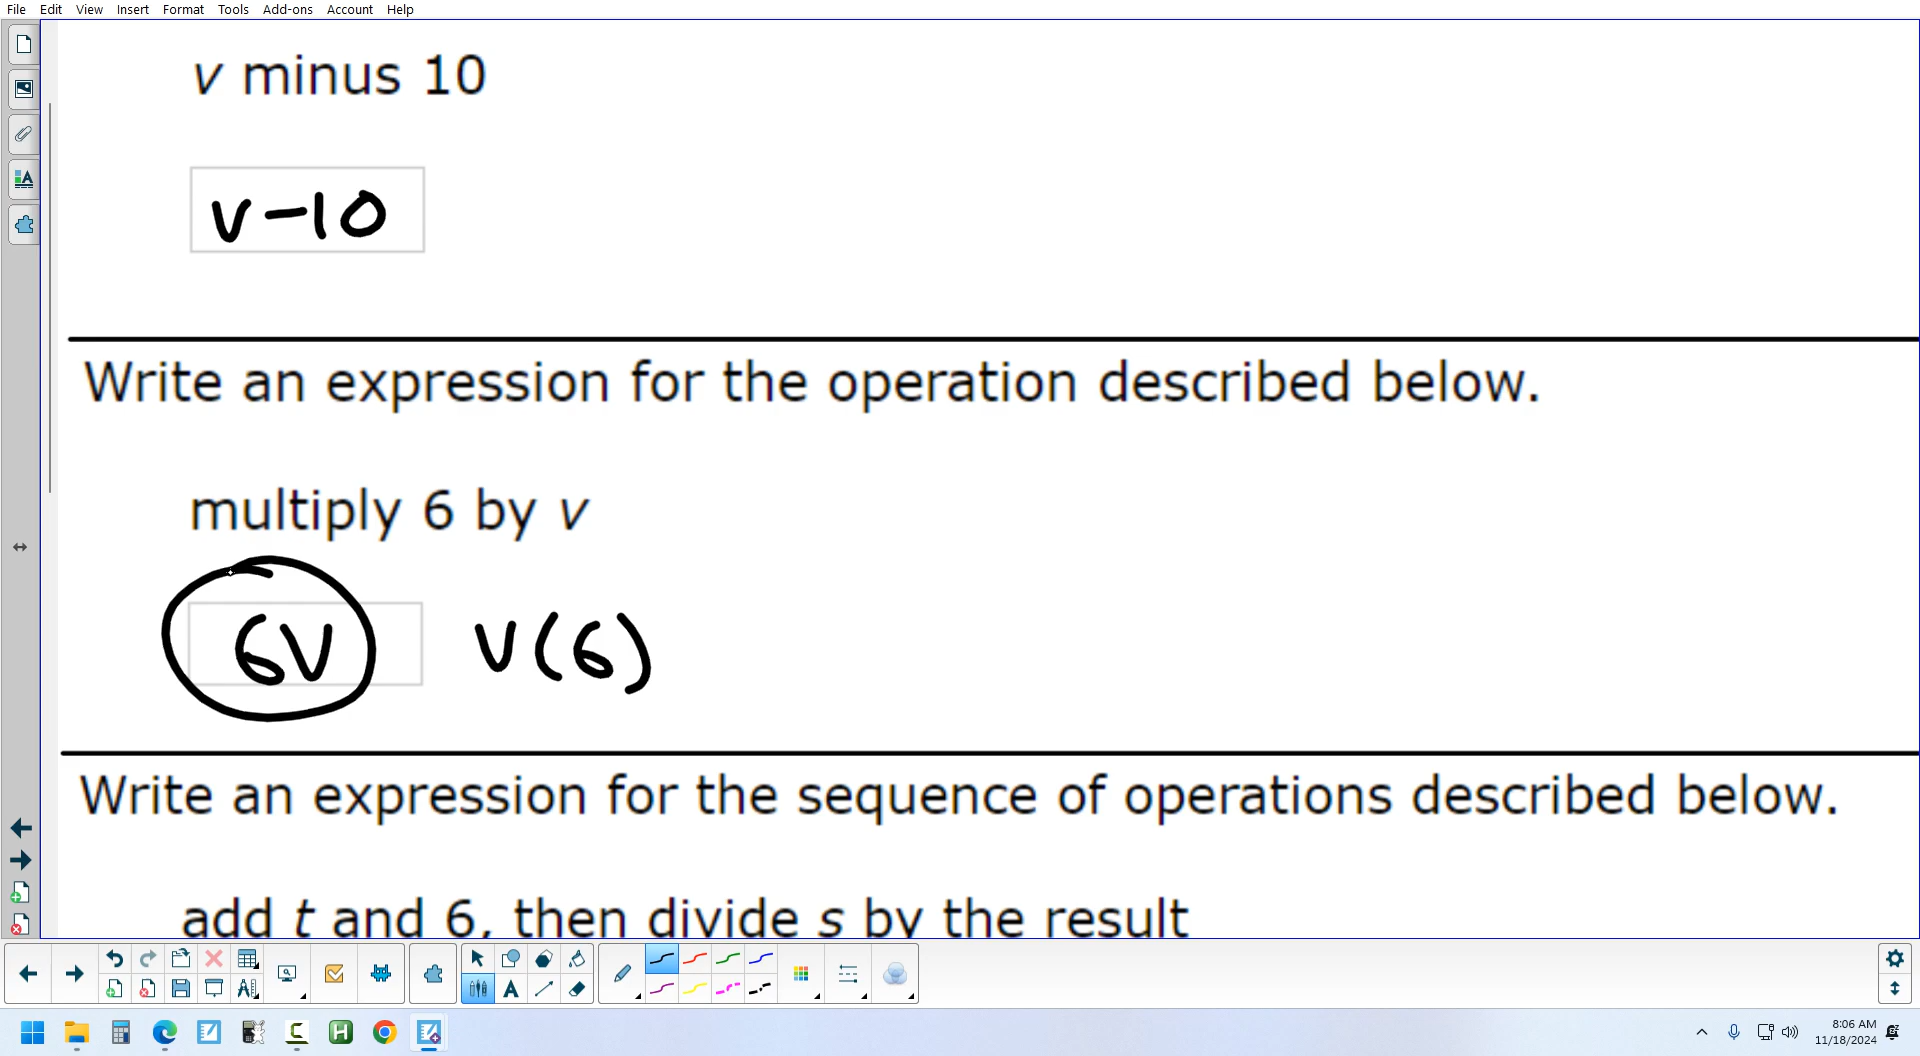 File Edit View Insert Format Tools Add-ons Account Help
v minus 10
v-10
Write an expression for the operation described below.
multiply 6 by v
6v v(6)
Write an expression for the sequence of operations described below.
add t and 6, then divide s by the result
8:06 AM
11/18/2024